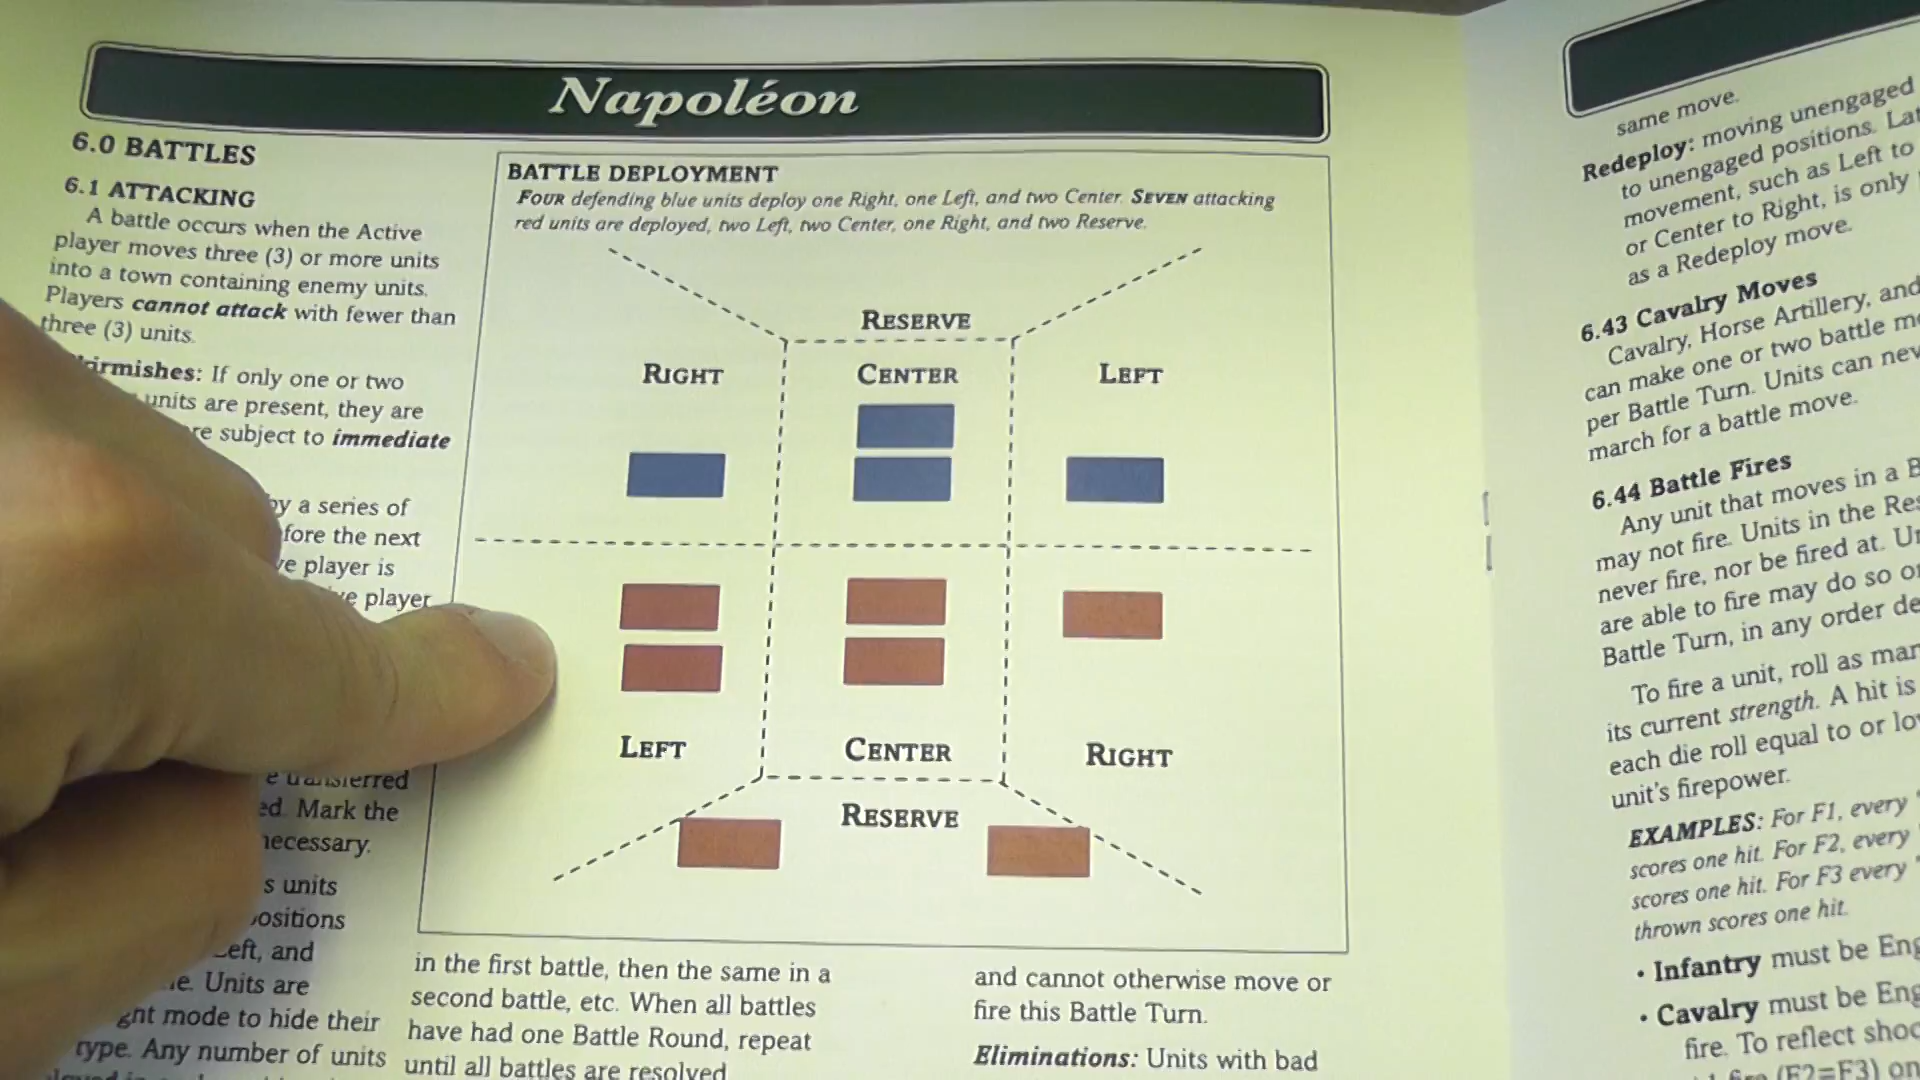 Napoléon
6.0 BATTLES
6.1 ATTACKING
A battle occurs when the Active
player moves three (3) or more units
into a town containing enemy units.
Players cannot attack with fewer than
three (3) units.
If only one or two
units are present, they are
subject to immediate
by a series of
the next
player is
player
Mark the
necessary.
units
and
Units are
mode to hide their
type. Any number of units
BATTLE DEPLOYMENT
FOUR defending blue units deploy one Right, one Left, and two Center. SEVEN attacking
red units are deployed, two Left, two Center, one Right, and two Reserve.
RESERVE
RIGHT CENTER LEFT
LEFT CENTER RIGHT
RESERVE
in the first battle, then the same in a
second battle, etc. When all battles
have had one Battle Round, repeat
until all battles are resolved
and cannot otherwise move or
fire this Battle Turn.
Eliminations: Units with bad
same move.
Redeploy: moving unengaged
to unengaged positions.
movement, such as Left to
or Center to Right, is only
as a Redeploy move.
6.43 Cavalry Moves
Cavalry, Horse Artillery, and
can make one or two battle
per Battle Turn. Units can
march for a battle move.
6.44 Battle Fires
Any unit that moves in a
may not fire. Units in the
never fire, nor be fired at.
are able to fire may do so
Battle Turn, in any order
To fire a unit, roll as
its current strength. A hit is
each die roll equal to or
unit's firepower.
EXAMPLES: For F1, every
scores one hit. For F2, every
scores one hit. For F3 every
thrown scores one hit.
• Infantry must be
• Cavalry must be
fire. To reflect
(F2=F3) on